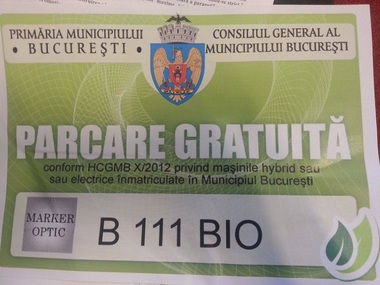 PRIMĂRIA MUNICIPIULUI
· BUCUREȘTI ·
CONSILIUL GENERAL AL
MUNICIPIULUI BUCUREȘTI
PARCARE GRATUITĂ
conform HCGMB X/2012 privind mașinile hybrid sau
sau electrice înmatriculate în Municipiul București
MARKER
OPTIC
B 111 BIO